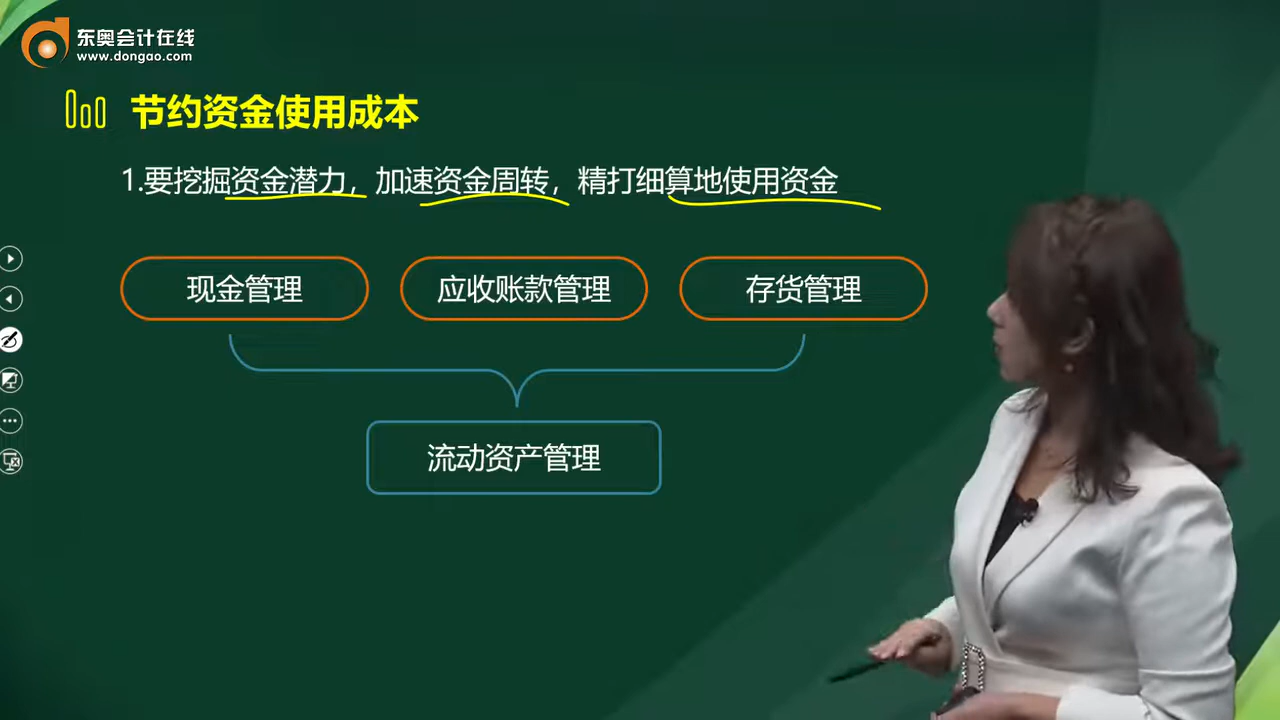 东奥会计在线
www.dongao.com
节约资金使用成本
1.要挖掘资金潜力，加速资金周转，精打细算地使用资金
现金管理
应收账款管理
存货管理
流动资产管理